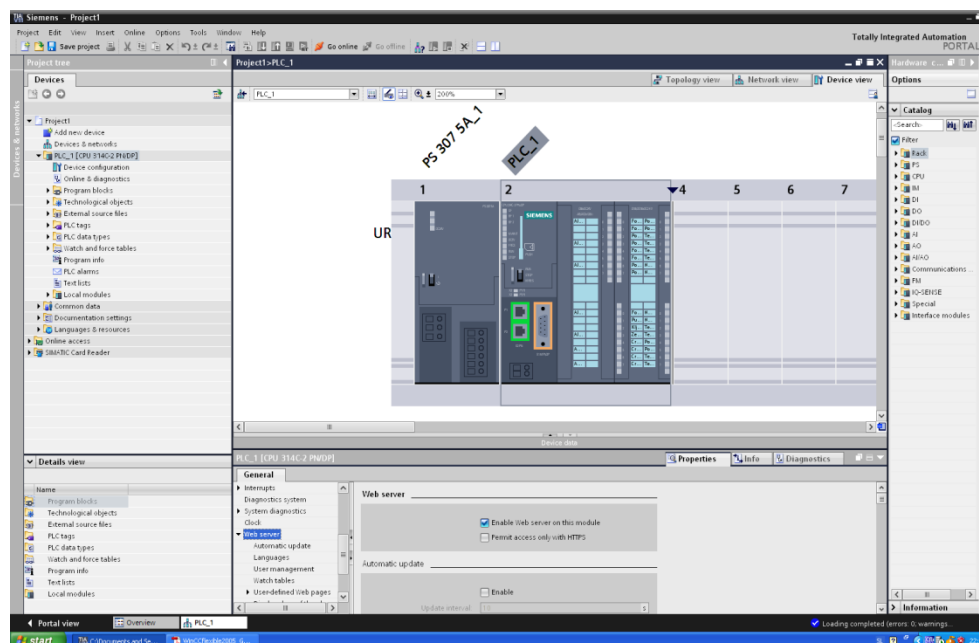 Siemens - Project1
Project Edit View Insert Online Options Tools Window Help
Save project Go online Go offline
Totally Integrated Automation
PORTAL
Project tree
Devices
Devices & networks
Project1
Add new device
Devices & networks
PLC_1 [CPU 314C-2 PN/DP]
Device configuration
Online & diagnostics
Program blocks
Technological objects
External source files
PLC tags
PLC data types
Watch and force tables
Program info
PLC alarms
Text lists
Local modules
Common data
Documentation settings
Languages & resources
Online access
SIMATIC Card Reader
Details view
Name
Program blocks
Technological objects
External source files
PLC tags
PLC data types
Watch and force tables
Program info
Text lists
Local modules
Project1>PLC_1
Topology view Network view Device view
PLC_1 200%
PS 307 5A_1
PLC_1
1 2 4 5 6 7
UR
SIEMENS
Device data
PLC_1 [CPU 314C-2 PN/DP]
Properties Info Diagnostics
General
Interrupts
Diagnostics system
System diagnostics
Clock
Web server
Automatic update
Languages
User management
Watch tables
User-defined Web pages
Web server
Enable Web server on this module
Permit access only with HTTPS
Automatic update
Enable
Update interval
s
Hardware c...
Options
Catalog
<Search>
Filter
Rack
PS
CPU
IM
DI
DO
DI/DO
AI
AO
AI/AO
Communications ...
FM
IQ-SENSE
Special
Interface modules
Information
Portal view Overview PLC_1
Loading completed (errors: 0; warnings...
start C:\Documents and Se...